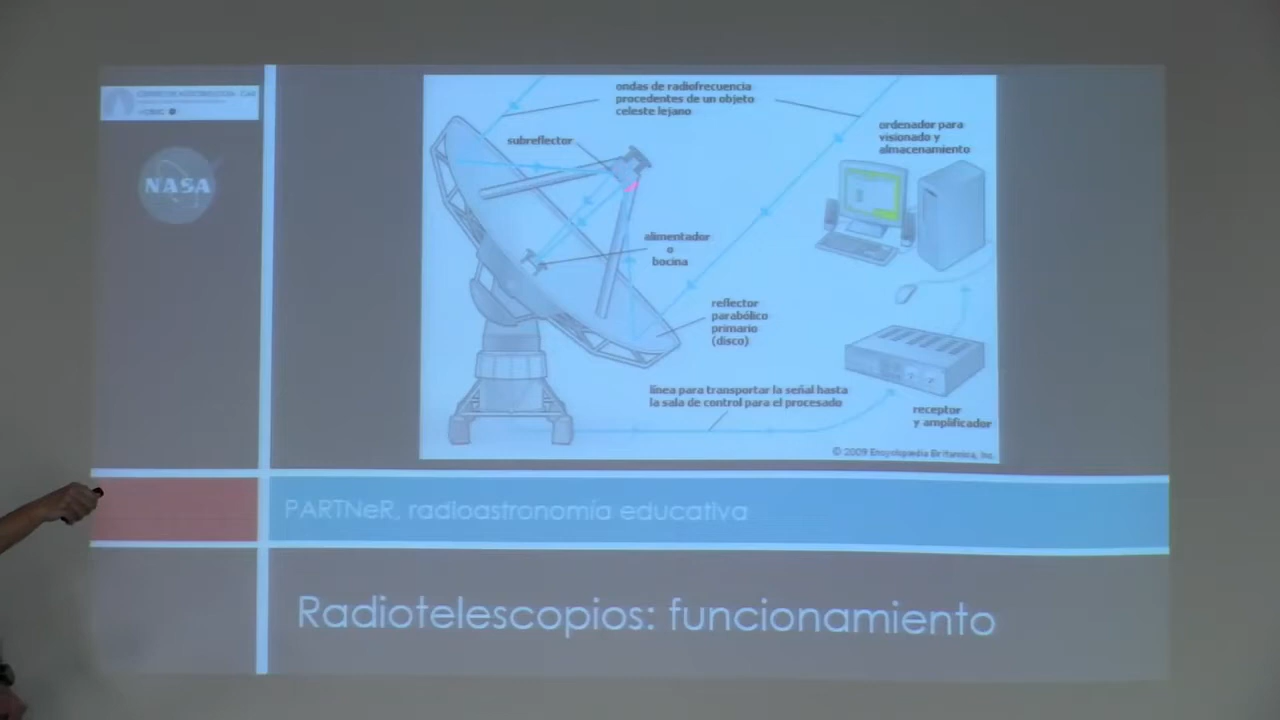 NASA
ondas de radiofrecuencia
procedentes de un objeto
celeste lejano
subreflector
ordenador para
visionado y
almacenamiento
alimentador
o
bocina
reflector
parabólico
primario
(disco)
línea para transportar la señal hasta
la sala de control para el procesado
receptor
y amplificador
© 2009 Encyclopædia Britannica, Inc.
PARTNeR, radioastronomía educativa
Radiotelescopios: funcionamiento